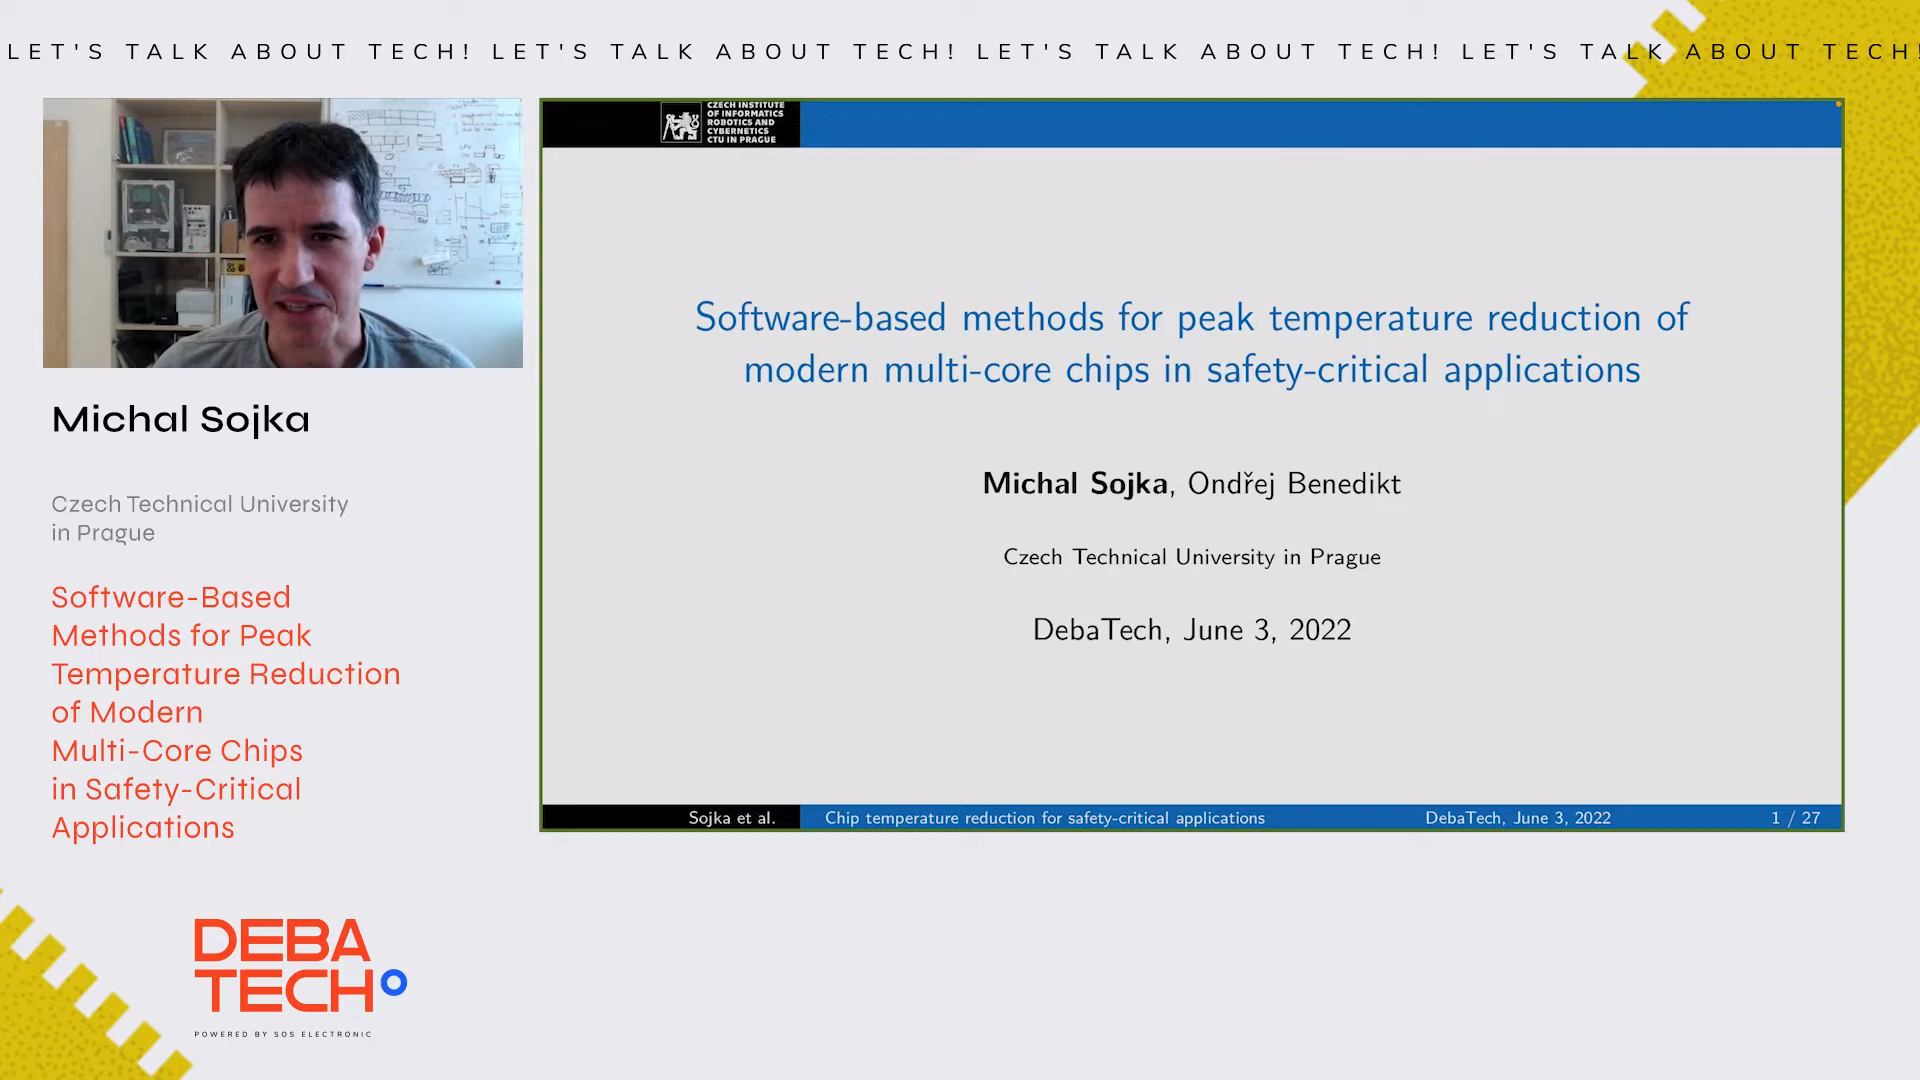 LET'S TALK ABOUT TECH! LET'S TALK ABOUT TECH! LET'S TALK ABOUT TECH! LET'S TALK ABOUT TECH!
Michal Sojka
Czech Technical University
in Prague
Software-Based
Methods for Peak
Temperature Reduction
of Modern
Multi-Core Chips
in Safety-Critical
Applications
DEBA
TECH
POWERED BY SOS ELECTRONIC
CZECH INSTITUTE
OF INFORMATICS
ROBOTICS AND
CYBERNETICS
CTU IN PRAGUE
Software-based methods for peak temperature reduction of
modern multi-core chips in safety-critical applications
Michal Sojka, Ondřej Benedikt
Czech Technical University in Prague
DebaTech, June 3, 2022
Sojka et al. Chip temperature reduction for safety-critical applications DebaTech, June 3, 2022 1 / 27